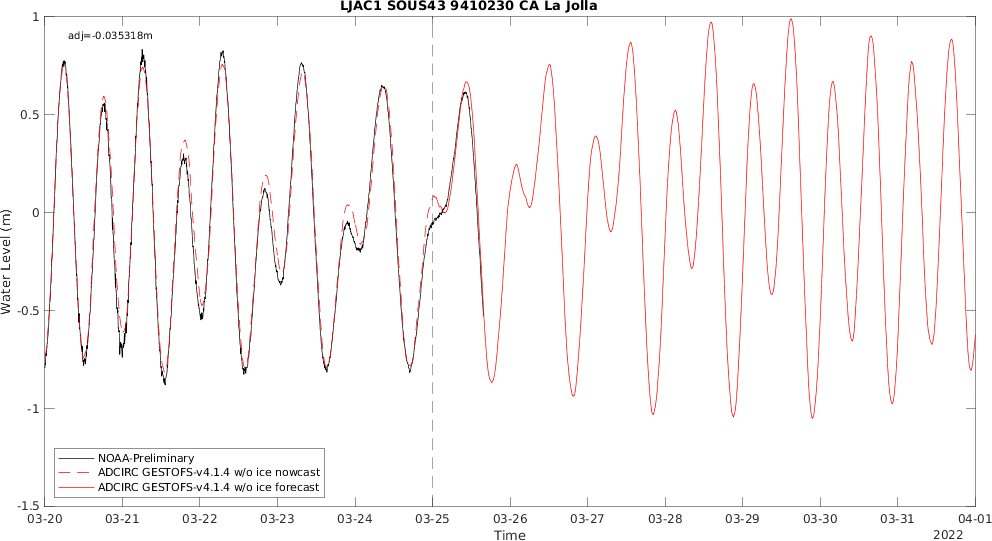 LJAC1 SOUS43 9410230 CA La Jolla
adj=-0.035318m
1
0.5
0
-0.5
-1
-1.5
Water Level (m)
NOAA-Preliminary
ADCIRC GESTOFS-v4.1.4 w/o ice nowcast
ADCIRC GESTOFS-v4.1.4 w/o ice forecast
03-20 03-21 03-22 03-23 03-24 03-25 03-26 03-27 03-28 03-29 03-30 03-31 04-01
Time
2022